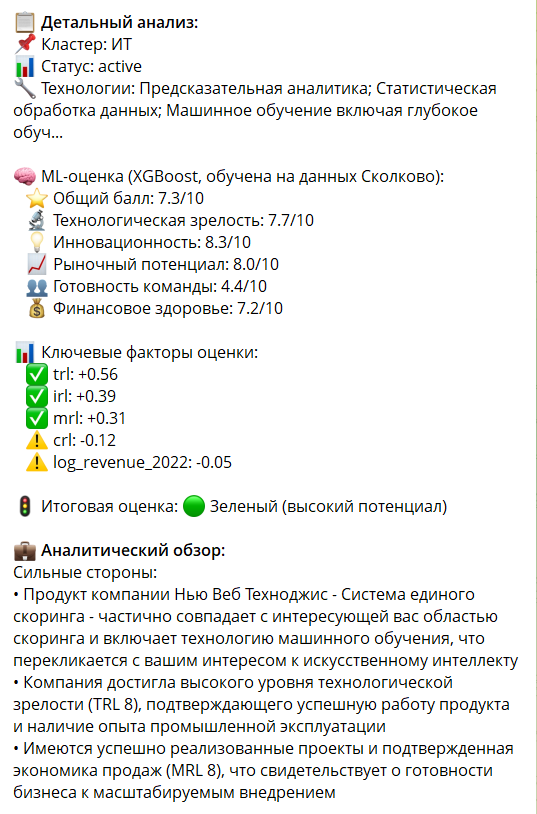 Детальный анализ:
Кластер: ИТ
Статус: active
Технологии: Предсказательная аналитика; Статистическая
обработка данных; Машинное обучение включая глубокое
обуч...
ML-оценка (XGBoost, обучена на данных Сколково):
Общий балл: 7.3/10
Технологическая зрелость: 7.7/10
Инновационность: 8.3/10
Рыночный потенциал: 8.0/10
Готовность команды: 4.4/10
Финансовое здоровье: 7.2/10
Ключевые факторы оценки:
trl: +0.56
irl: +0.39
mrl: +0.31
crl: -0.12
log_revenue_2022: -0.05
Итоговая оценка: Зеленый (высокий потенциал)
Аналитический обзор:
Сильные стороны:
• Продукт компании Нью Веб Техноджис - Система единого
скоринга - частично совпадает с интересующей вас областью
скоринга и включает технологию машинного обучения, что
перекликается с вашим интересом к искусственному интеллекту
• Компания достигла высокого уровня технологической
зрелости (TRL 8), подтверждающего успешную работу продукта
и наличие опыта промышленной эксплуатации
• Имеются успешно реализованные проекты и подтвержденная
экономика продаж (MRL 8), что свидетельствует о готовности
бизнеса к масштабируемым внедрением